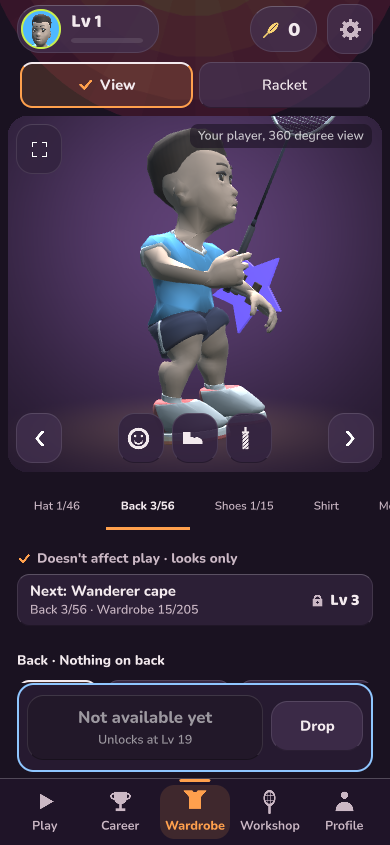 Lv 1
0
View
Racket
Your player, 360 degree view
Hat 1/46
Back 3/56
Shoes 1/15
Shirt
Doesn't affect play · looks only
Next: Wanderer cape
Back 3/56 · Wardrobe 15/205
Lv 3
Back · Nothing on back
Not available yet
Unlocks at Lv 19
Drop
Play
Career
Wardrobe
Workshop
Profile